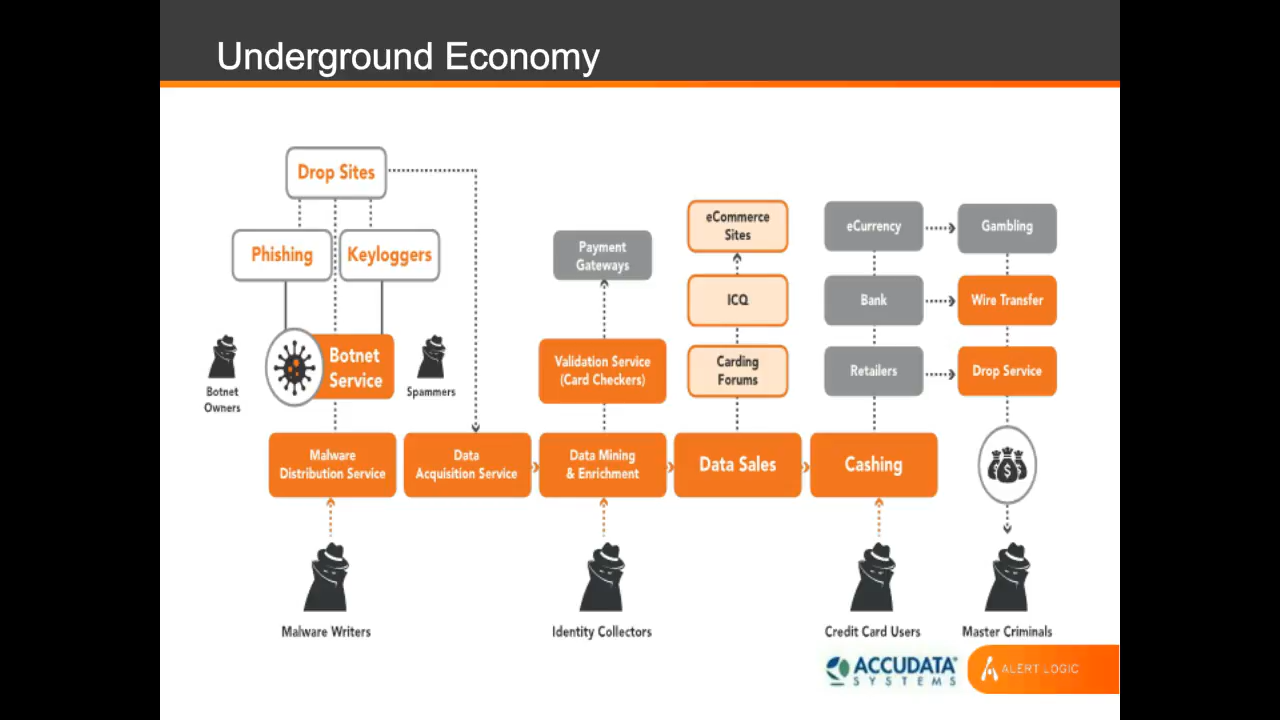 Underground Economy
Drop Sites
Phishing
Keyloggers
Botnet
Service
Botnet
Owners
Spammers
Payment
Gateways
Validation Service
(Card Checkers)
eCommerce
Sites
ICQ
Carding
Forums
eCurrency
Gambling
Bank
Wire Transfer
Retailers
Drop Service
Malware
Distribution Service
Data
Acquisition Service
Data Mining
& Enrichment
Data Sales
Cashing
Malware Writers
Identity Collectors
Credit Card Users
Master Criminals
ACCUDATA
SYSTEMS
ALERT LOGIC